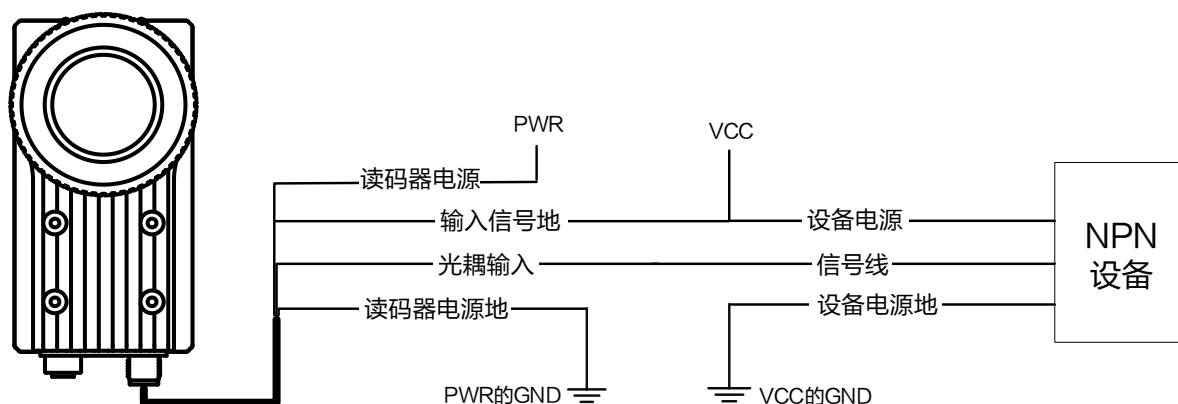 PWR
VCC
读码器电源
输入信号地
设备电源
光耦输入
信号线
读码器电源地
设备电源地
NPN
设备
PWR的GND
VCC的GND